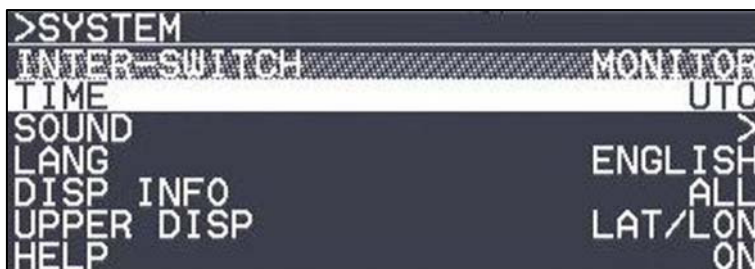 >SYSTEM
INTER-SWITCH MONITOR
TIME UTC
SOUND >
LANG ENGLISH
DISP INFO ALL
UPPER DISP LAT/LON
HELP ON